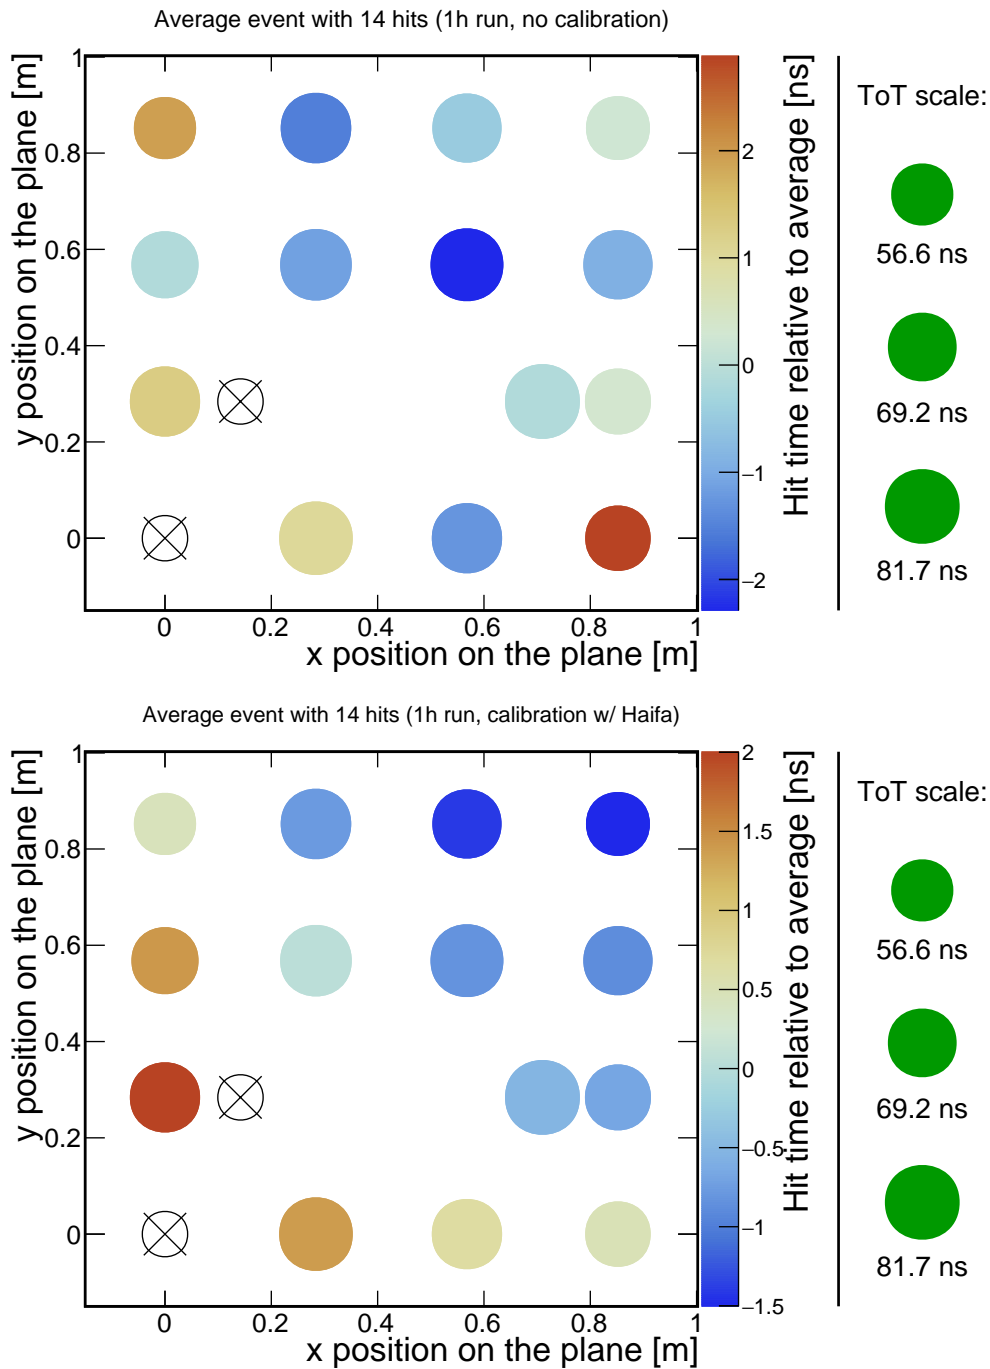 Average event with 14 hits (1h run, no calibration)
y position on the plane [m]
1
0.8
0.6
0.4
0.2
0
0
0.2
0.4
0.6
0.8
1
x position on the plane [m]
2
1
0
−1
−2
Hit time relative to average [ns]
ToT scale:
56.6 ns
69.2 ns
81.7 ns
Average event with 14 hits (1h run, calibration w/ Haifa)
y position on the plane [m]
1
0.8
0.6
0.4
0.2
0
0
0.2
0.4
0.6
0.8
1
x position on the plane [m]
2
1.5
1
0.5
0
−0.5
−1
−1.5
Hit time relative to average [ns]
ToT scale:
56.6 ns
69.2 ns
81.7 ns